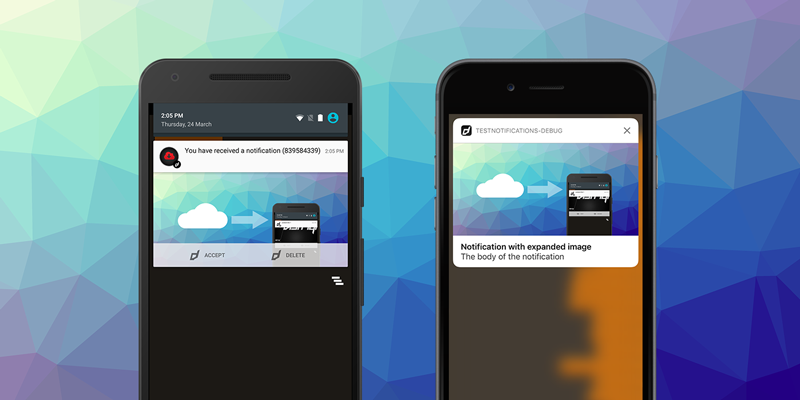 2:05 PM
Thursday, 24 March
You have received a notification (839584339) 2:05 PM
ACCEPT DELETE
TESTNOTIFICATIONS-DEBUG
Notification with expanded image
The body of the notification